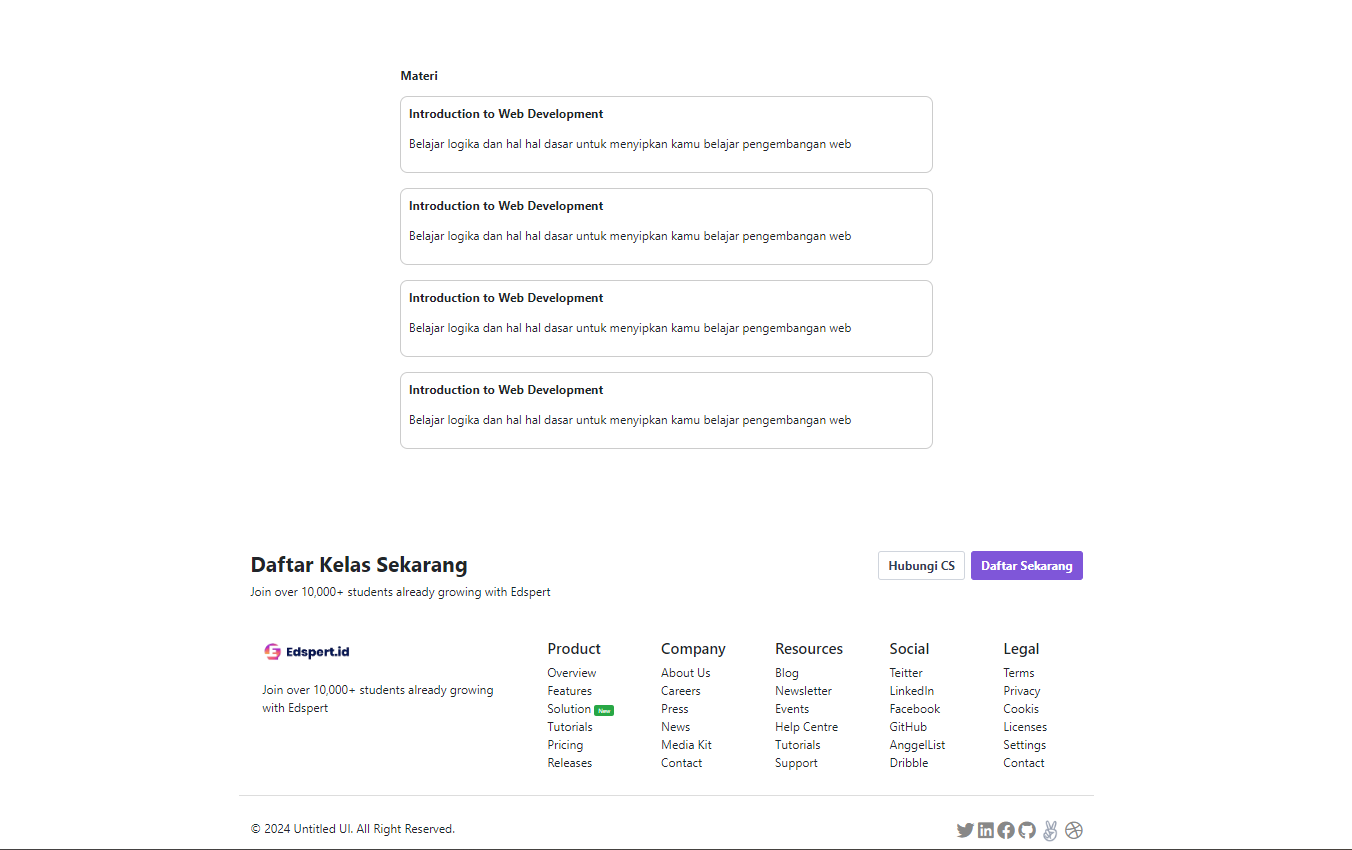 Materi
Introduction to Web Development
Belajar logika dan hal hal dasar untuk menyipkan kamu belajar pengembangan web
Introduction to Web Development
Belajar logika dan hal hal dasar untuk menyipkan kamu belajar pengembangan web
Introduction to Web Development
Belajar logika dan hal hal dasar untuk menyipkan kamu belajar pengembangan web
Introduction to Web Development
Belajar logika dan hal hal dasar untuk menyipkan kamu belajar pengembangan web
Daftar Kelas Sekarang
Join over 10,000+ students already growing with Edspert
Hubungi CS
Daftar Sekarang
Edspert.id
Join over 10,000+ students already growing
with Edspert
Product
Overview
Features
Solution New
Tutorials
Pricing
Releases
Company
About Us
Careers
Press
News
Media Kit
Contact
Resources
Blog
Newsletter
Events
Help Centre
Tutorials
Support
Social
Teitter
LinkedIn
Facebook
GitHub
AnggelList
Dribble
Legal
Terms
Privacy
Cookis
Licenses
Settings
Contact
© 2024 Untitled UI. All Right Reserved.